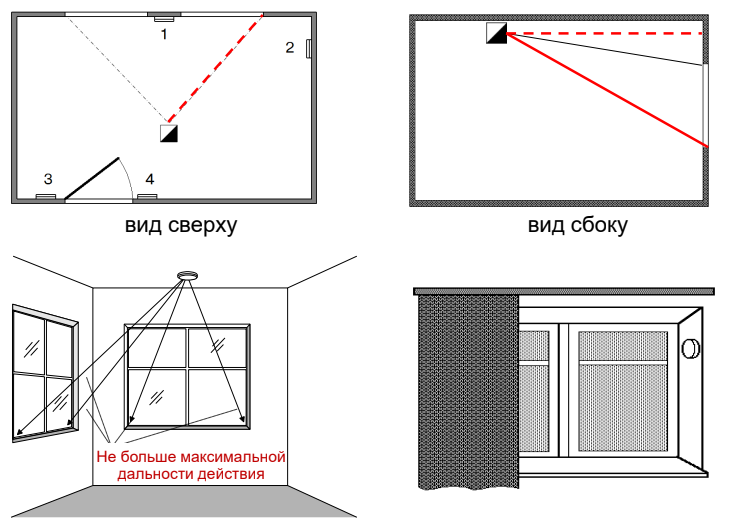 1
2
3
4
вид сверху
вид сбоку
Не больше максимальной
дальности действия